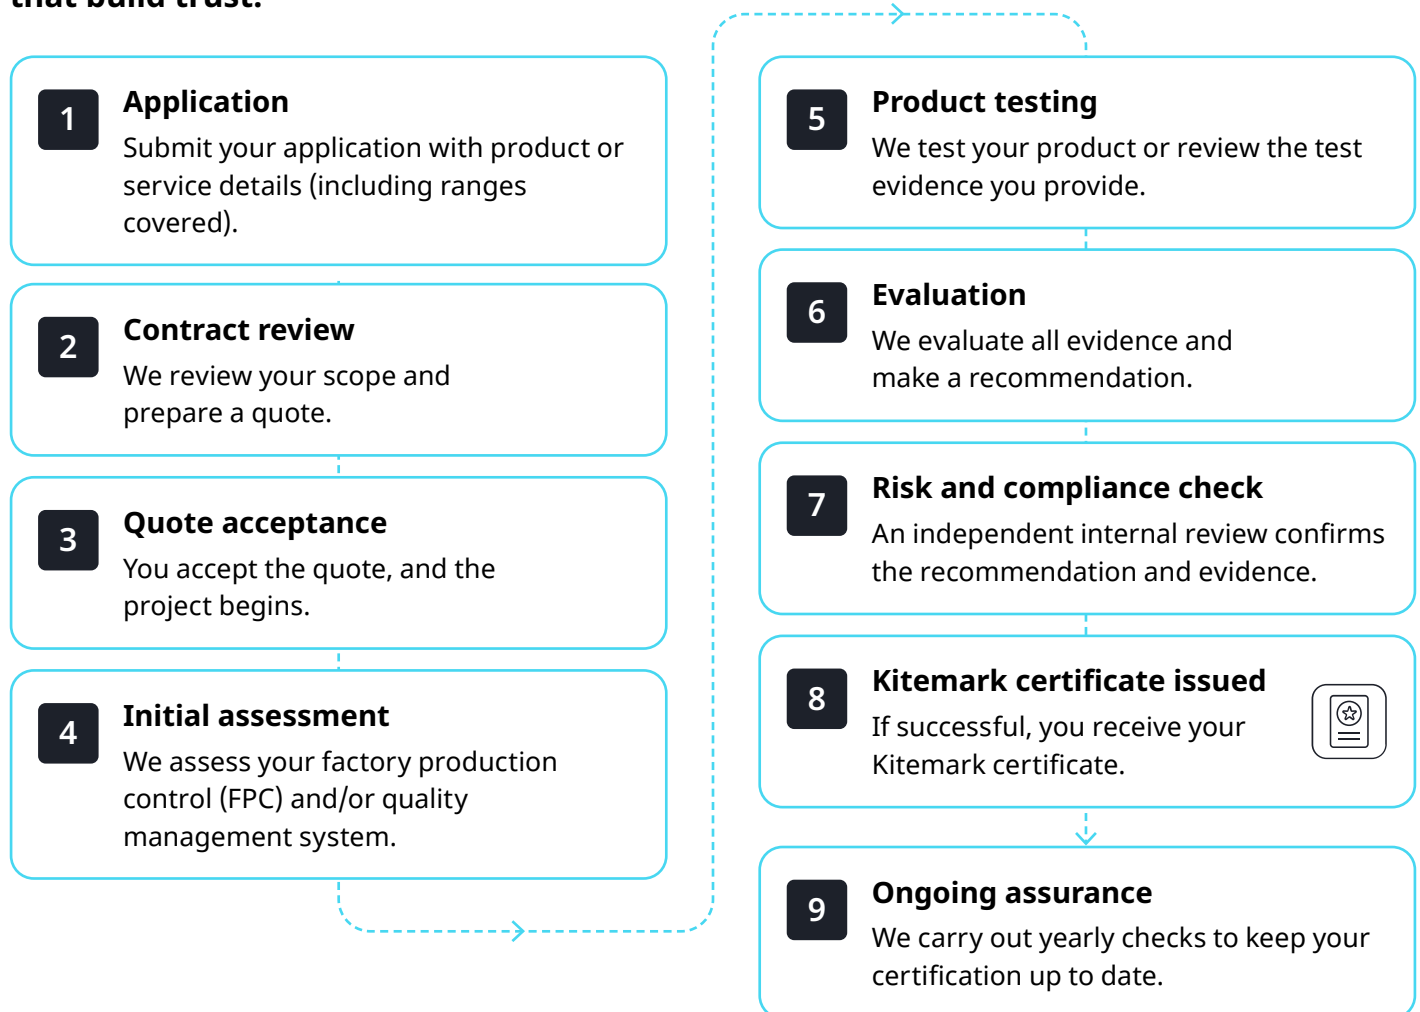 that build trust.
1
Application
Submit your application with product or
service details (including ranges
covered).
2
Contract review
We review your scope and
prepare a quote.
3
Quote acceptance
You accept the quote, and the
project begins.
4
Initial assessment
We assess your factory production
control (FPC) and/or quality
management system.
5
Product testing
We test your product or review the test
evidence you provide.
6
Evaluation
We evaluate all evidence and
make a recommendation.
7
Risk and compliance check
An independent internal review confirms
the recommendation and evidence.
8
Kitemark certificate issued
If successful, you receive your
Kitemark certificate.
9
Ongoing assurance
We carry out yearly checks to keep your
certification up to date.